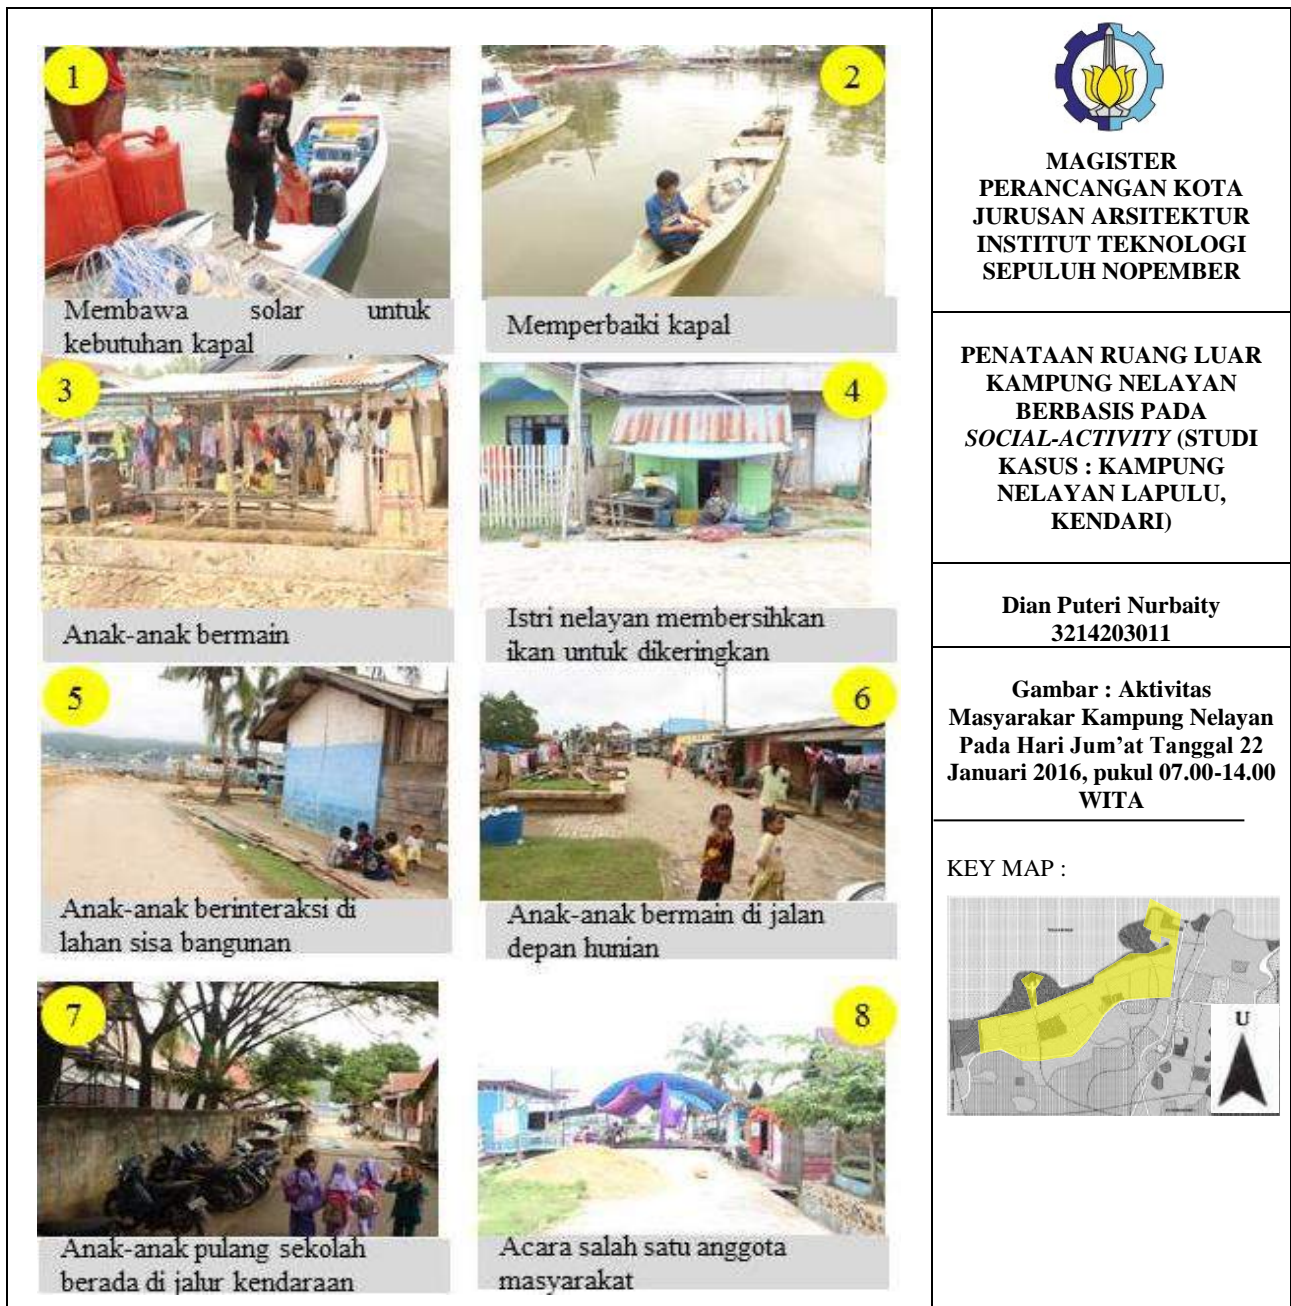 1
2
Membawa solar untuk
kebutuhan kapal
Memperbaiki kapal
3
4
Anak-anak bermain
Istri nelayan membersihkan
ikan untuk dikeringkan
5
6
Anak-anak berinteraksi di
lahan sisa bangunan
Anak-anak bermain di jalan
depan hunian
7
8
Anak-anak pulang sekolah
berada di jalur kendaraan
Acara salah satu anggota
masyarakat
MAGISTER
PERANCANGAN KOTA
JURUSAN ARSITEKTUR
INSTITUT TEKNOLOGI
SEPULUH NOPEMBER
PENATAAN RUANG LUAR
KAMPUNG NELAYAN
BERBASIS PADA
SOCIAL-ACTIVITY (STUDI
KASUS : KAMPUNG
NELAYAN LAPULU,
KENDARI)
Dian Puteri Nurbaity
3214203011
Gambar : Aktivitas
Masyarakar Kampung Nelayan
Pada Hari Jum’at Tanggal 22
Januari 2016, pukul 07.00-14.00
WITA
KEY MAP :
U